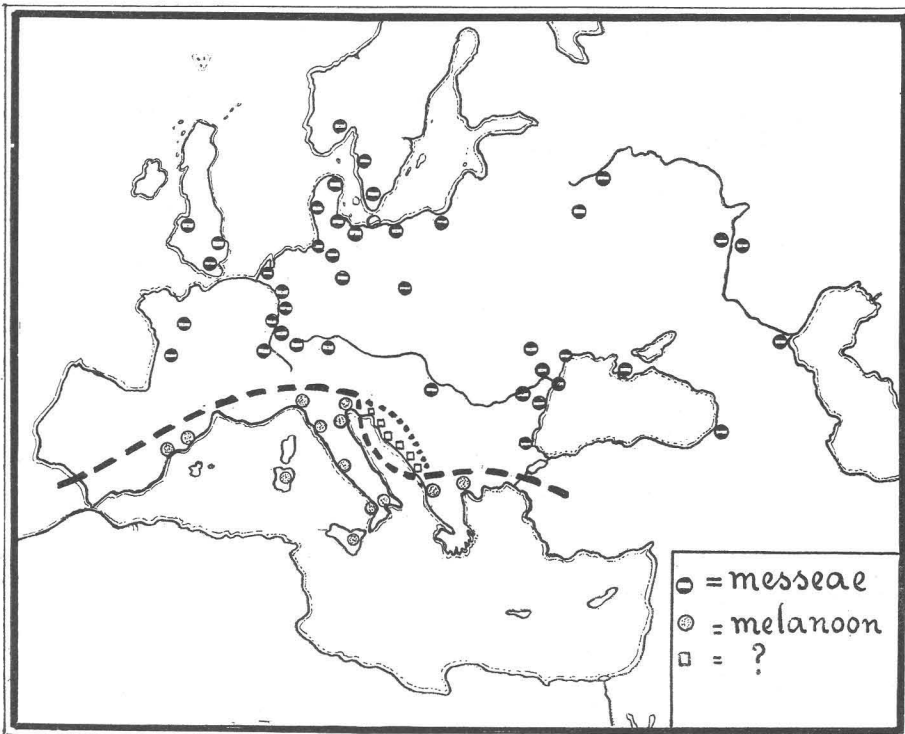 = messeae
= melanoon
= ?